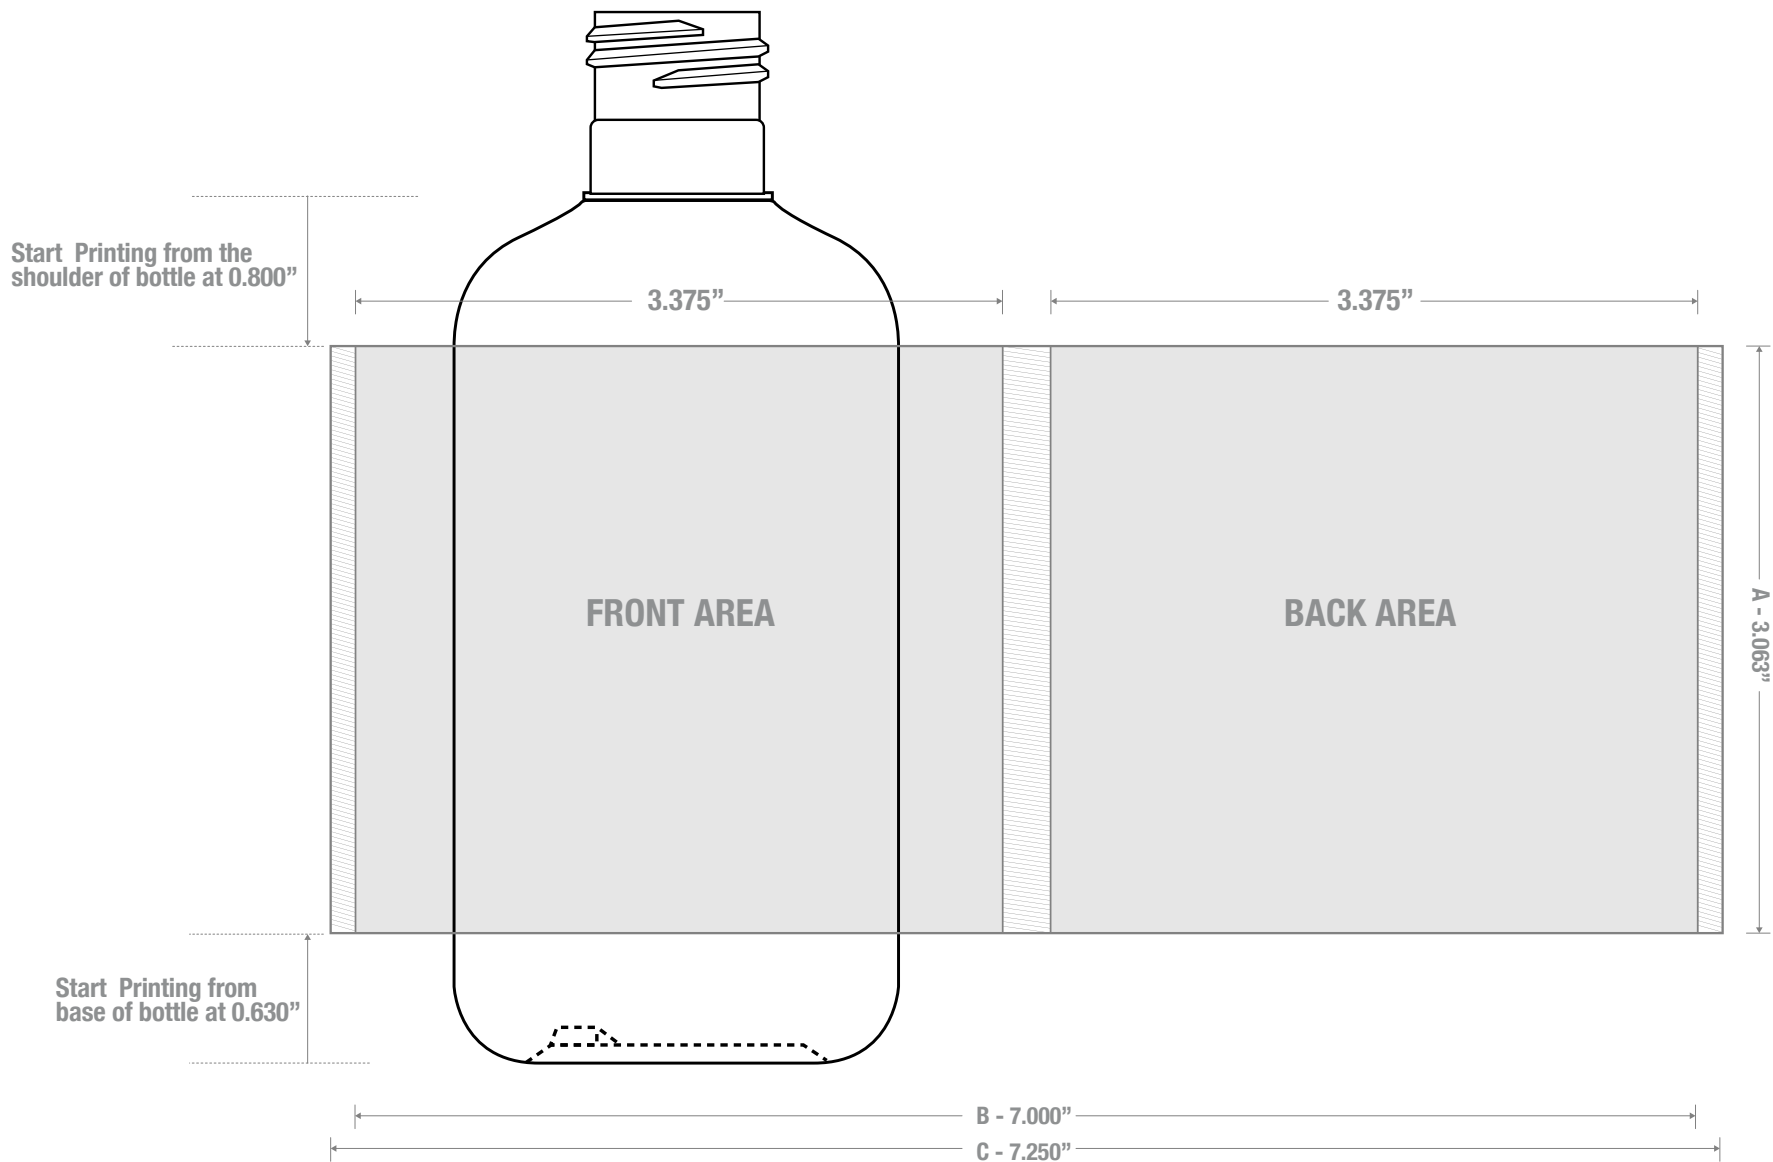 Start  Printing from the
shoulder of bottle at 0.800”
3.375”
3.375”
FRONT AREA
BACK AREA
A - 3.063”
Start  Printing from
base of bottle at 0.630”
B - 7.000”
C - 7.250”